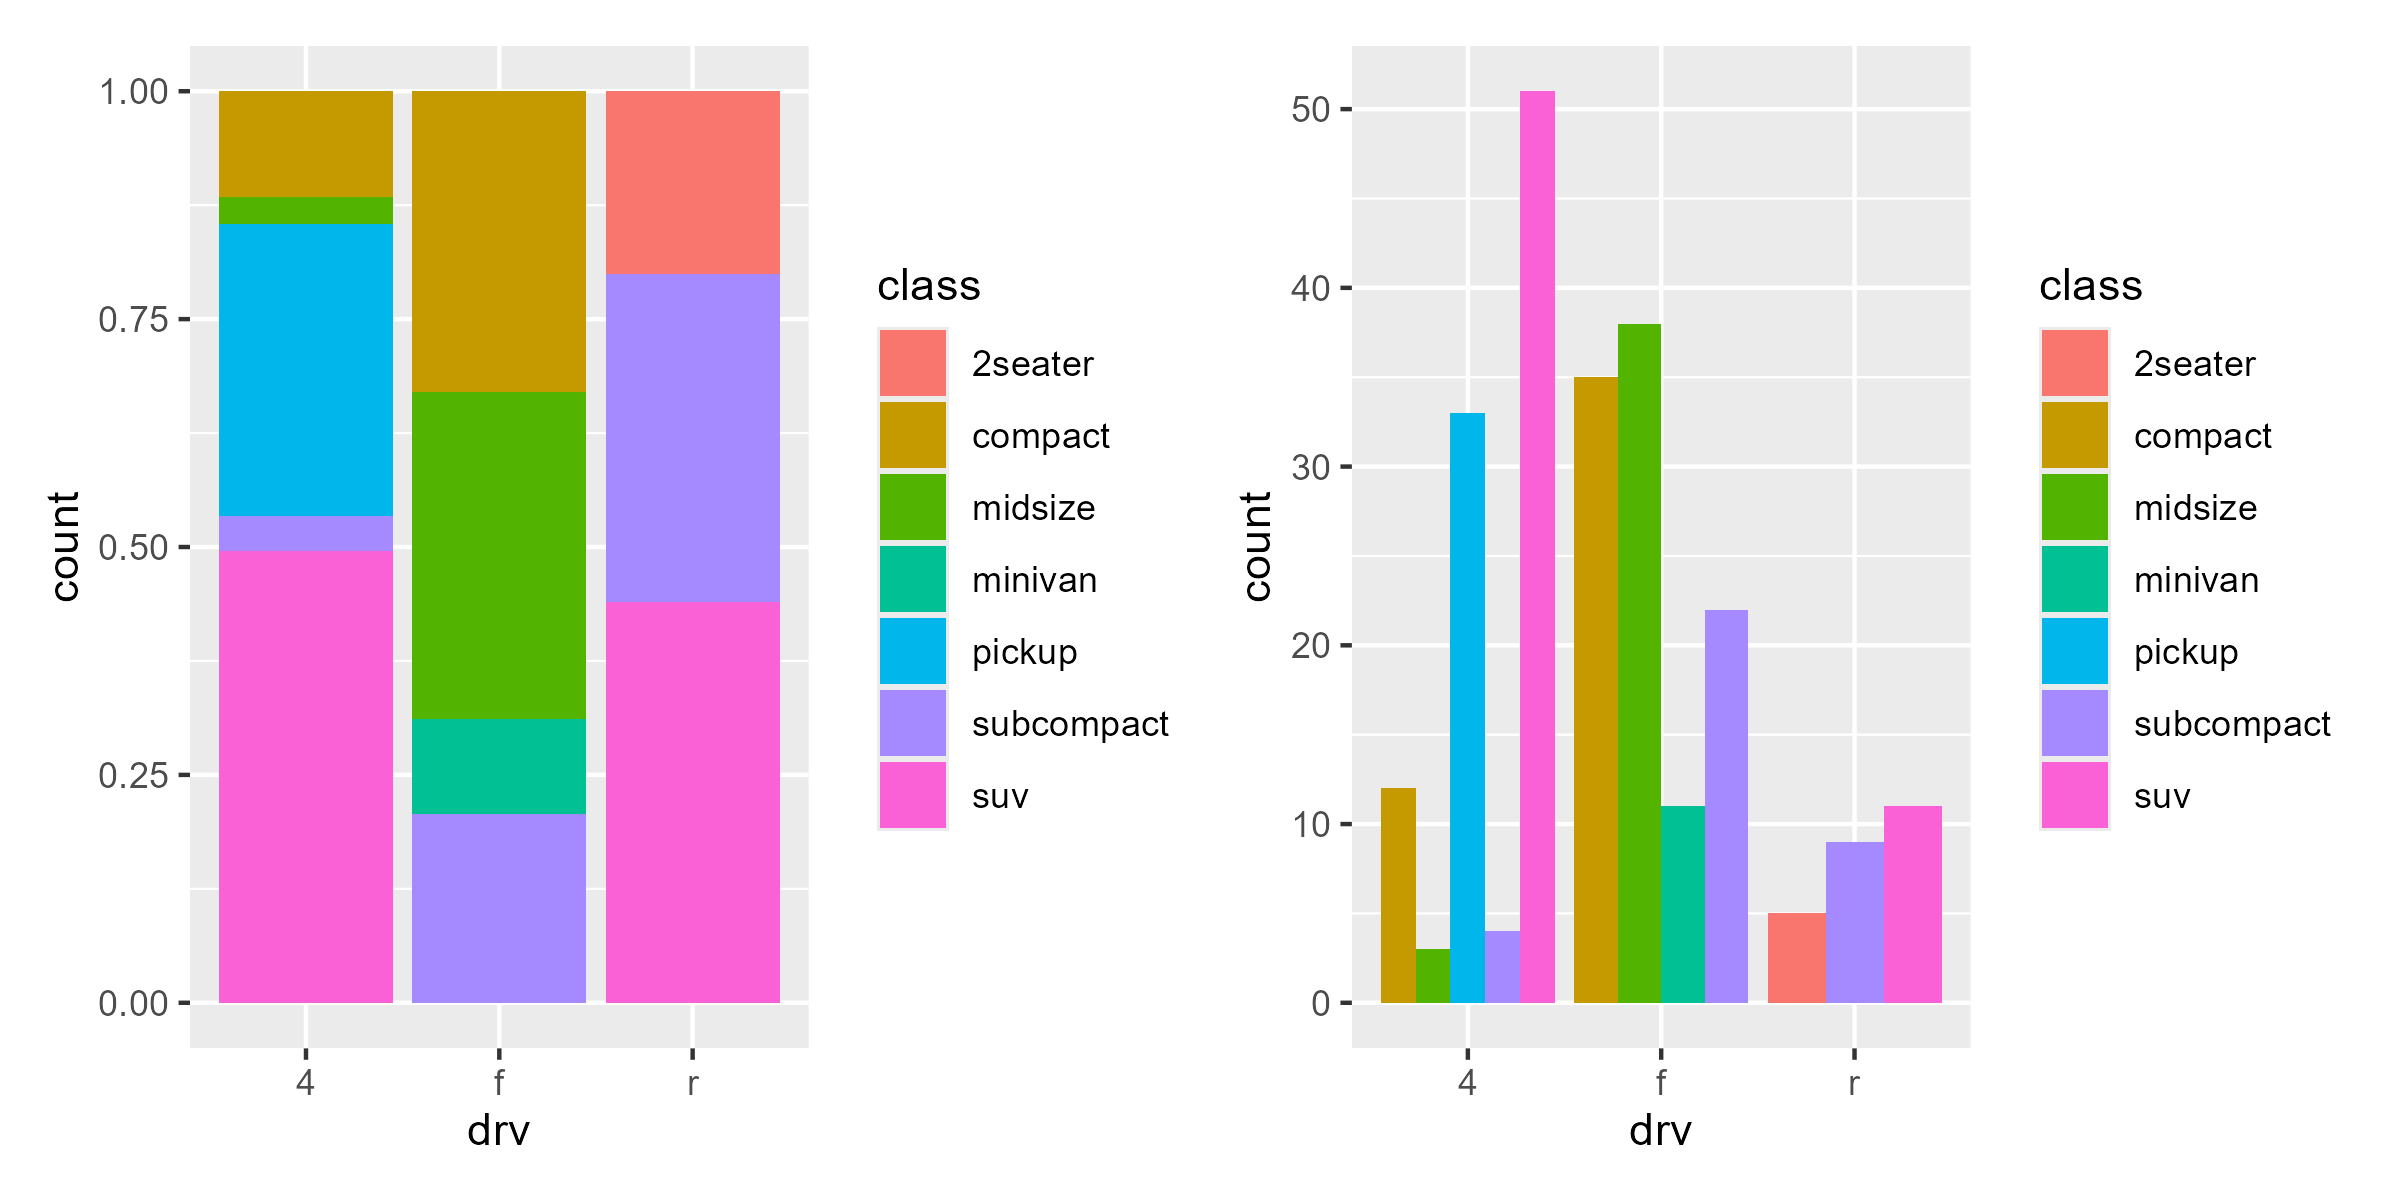 1.00
0.75
0.50
0.25
0.00
count
4 f r
drv
class
2seater
compact
midsize
minivan
pickup
subcompact
suv
50
40
30
20
10
0
count
4 f r
drv
class
2seater
compact
midsize
minivan
pickup
subcompact
suv